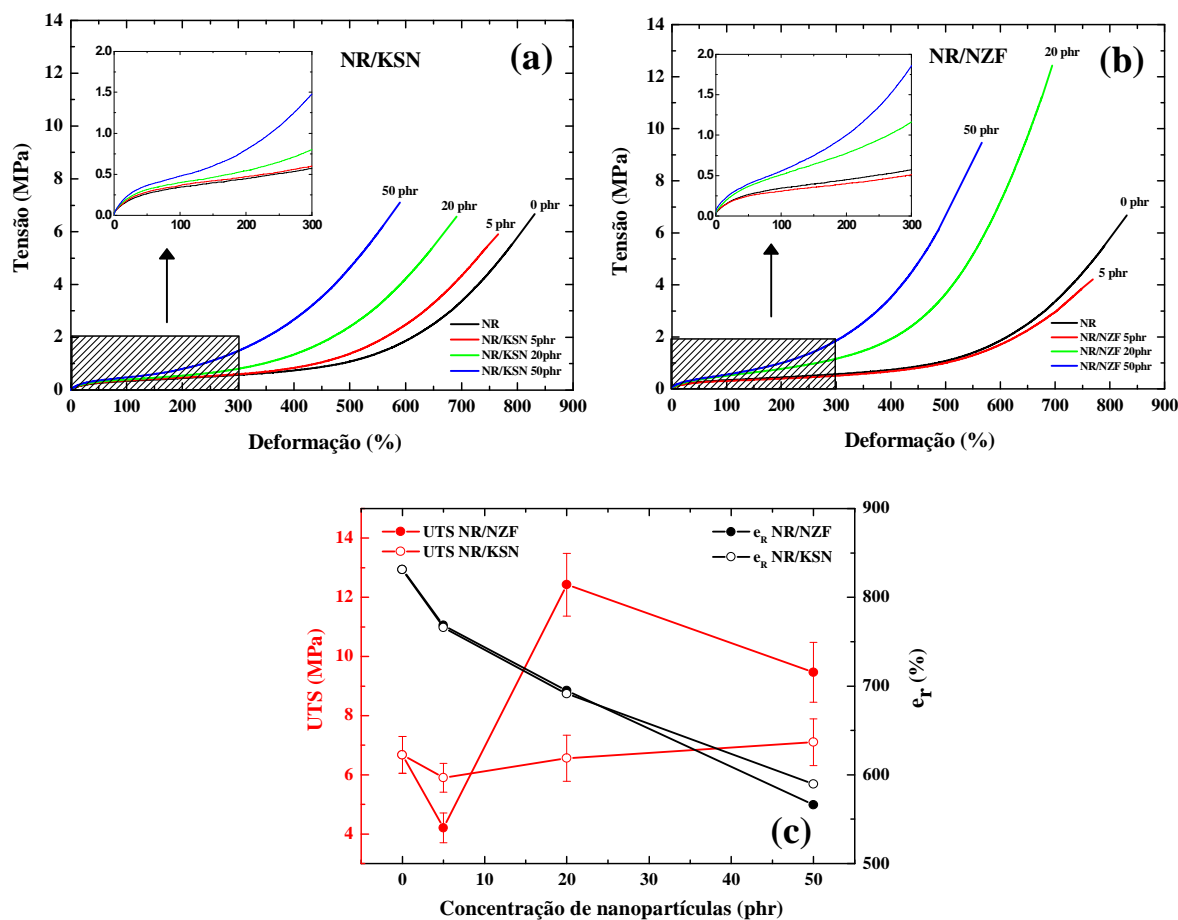 NR/KSN
(a)
2.0
1.5
1.0
0.5
0.0
0
100
200
300
14
12
10
8
6
4
2
0
Tensão (MPa)
50 phr
20 phr
5 phr
0 phr
NR
NR/KSN 5phr
NR/KSN 20phr
NR/KSN 50phr
0 100 200 300 400 500 600 700 800 900
Deformação (%)
NR/NZF
(b)
2.0
1.5
1.0
0.5
0.0
0
100
200
300
14
12
10
8
6
4
2
0
Tensão (MPa)
20 phr
50 phr
0 phr
5 phr
NR
NR/NZF 5phr
NR/NZF 20phr
NR/NZF 50phr
0 100 200 300 400 500 600 700 800 900
Deformação (%)
UTS NR/NZF
UTS NR/KSN
eR NR/NZF
eR NR/KSN
14
12
10
8
6
4
UTS (MPa)
900
800
700
600
500
er (%)
(c)
0 10 20 30 40 50
Concentração de nanopartículas (phr)